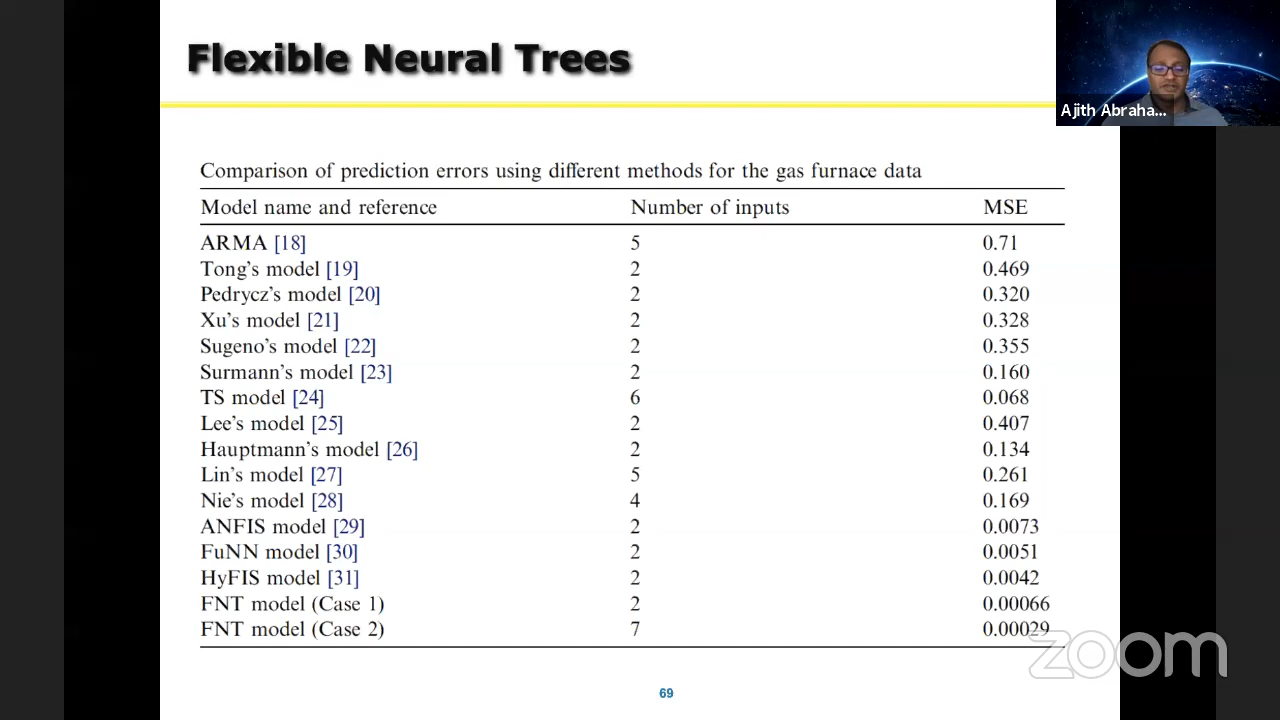 Flexible Neural Trees
Ajith Abraha...
Comparison of prediction errors using different methods for the gas furnace data
Model name and reference Number of inputs MSE
ARMA [18] 5 0.71
Tong's model [19] 2 0.469
Pedrycz's model [20] 2 0.320
Xu's model [21] 2 0.328
Sugeno's model [22] 2 0.355
Surmann's model [23] 2 0.160
TS model [24] 6 0.068
Lee's model [25] 2 0.407
Hauptmann's model [26] 2 0.134
Lin's model [27] 5 0.261
Nie's model [28] 4 0.169
ANFIS model [29] 2 0.0073
FuNN model [30] 2 0.0051
HyFIS model [31] 2 0.0042
FNT model (Case 1) 2 0.00066
FNT model (Case 2) 7 0.00029
zoom
69